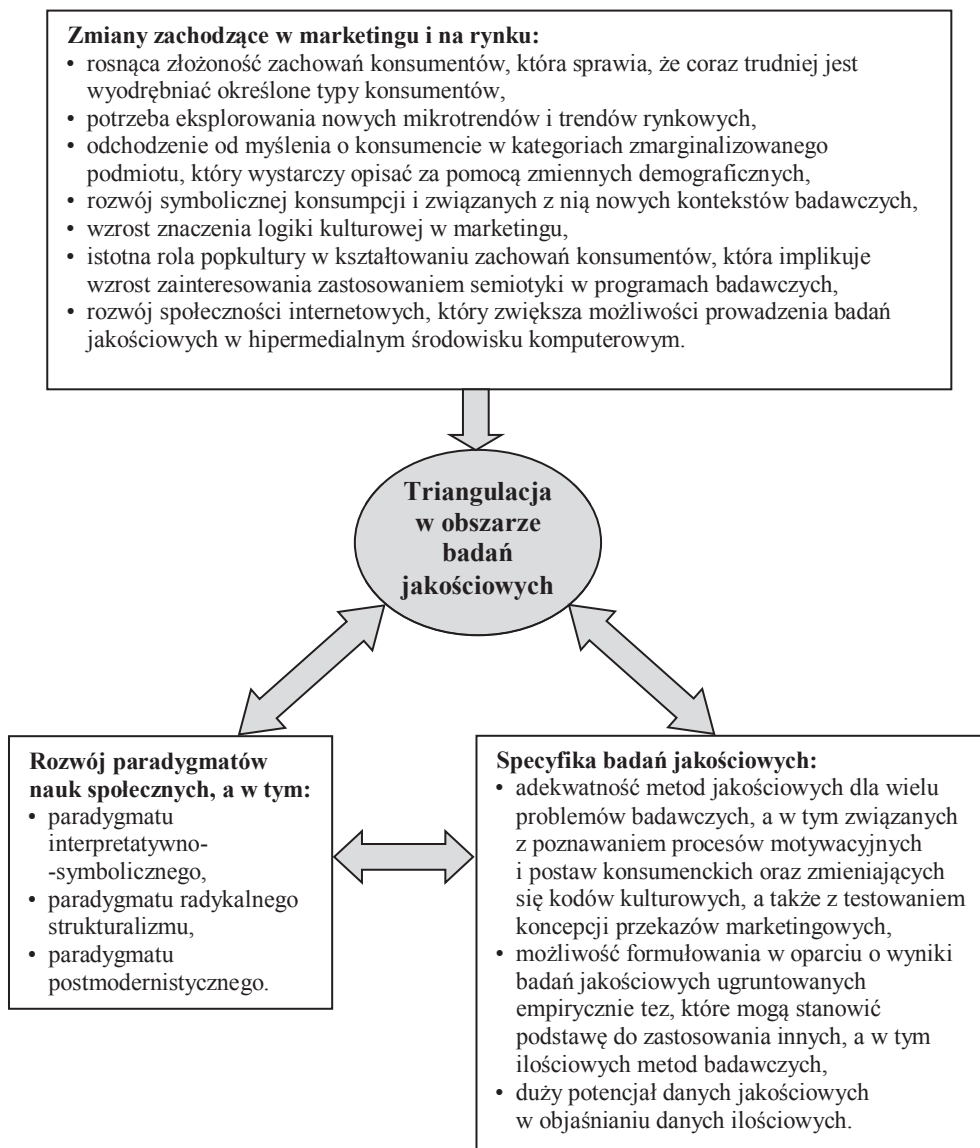 Zmiany zachodzące w marketingu i na rynku:
• rosnąca złożoność zachowań konsumentów, która sprawia, że coraz trudniej jest
wyodrębniać określone typy konsumentów,
• potrzeba eksplorowania nowych mikrotrendów i trendów rynkowych,
• odchodzenie od myślenia o konsumencie w kategoriach zmarginalizowanego
podmiotu, który wystarczy opisać za pomocą zmiennych demograficznych,
• rozwój symbolicznej konsumpcji i związanych z nią nowych kontekstów badawczych,
• wzrost znaczenia logiki kulturowej w marketingu,
• istotna rola popkultury w kształtowaniu zachowań konsumentów, która implikuje
wzrost zainteresowania zastosowaniem semiotyki w programach badawczych,
• rozwój społeczności internetowych, który zwiększa możliwości prowadzenia badań
jakościowych w hipermedialnym środowisku komputerowym.
Triangulacja
w obszarze
badań
jakościowych
Rozwój paradygmatów
nauk społecznych, a w tym:
• paradygmatu
interpretatywno-
-symbolicznego,
• paradygmatu radykalnego
strukturalizmu,
• paradygmatu
postmodernistycznego.
Specyfika badań jakościowych:
• adekwatność metod jakościowych dla wielu
problemów badawczych, a w tym związanych
z poznawaniem procesów motywacyjnych
i postaw konsumenckich oraz zmieniających
się kodów kulturowych, a także z testowaniem
koncepcji przekazów marketingowych,
• możliwość formułowania w oparciu o wyniki
badań jakościowych ugruntowanych
empirycznie tez, które mogą stanowić
podstawę do zastosowania innych, a w tym
ilościowych metod badawczych,
• duży potencjał danych jakościowych
w objaśnianiu danych ilościowych.